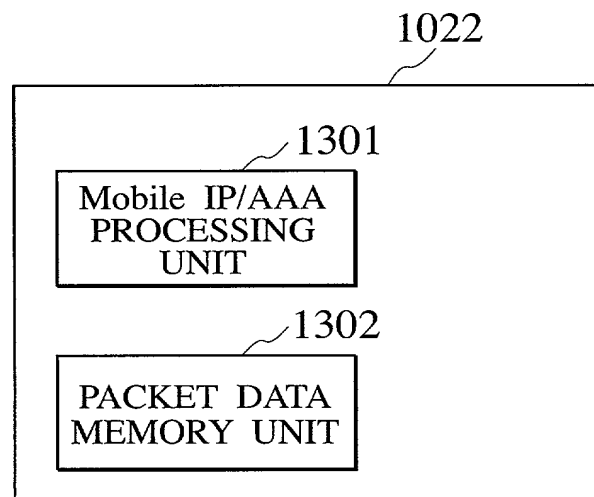 1022
1301
Mobile IP/AAA
PROCESSING
UNIT
1302
PACKET DATA
MEMORY UNIT